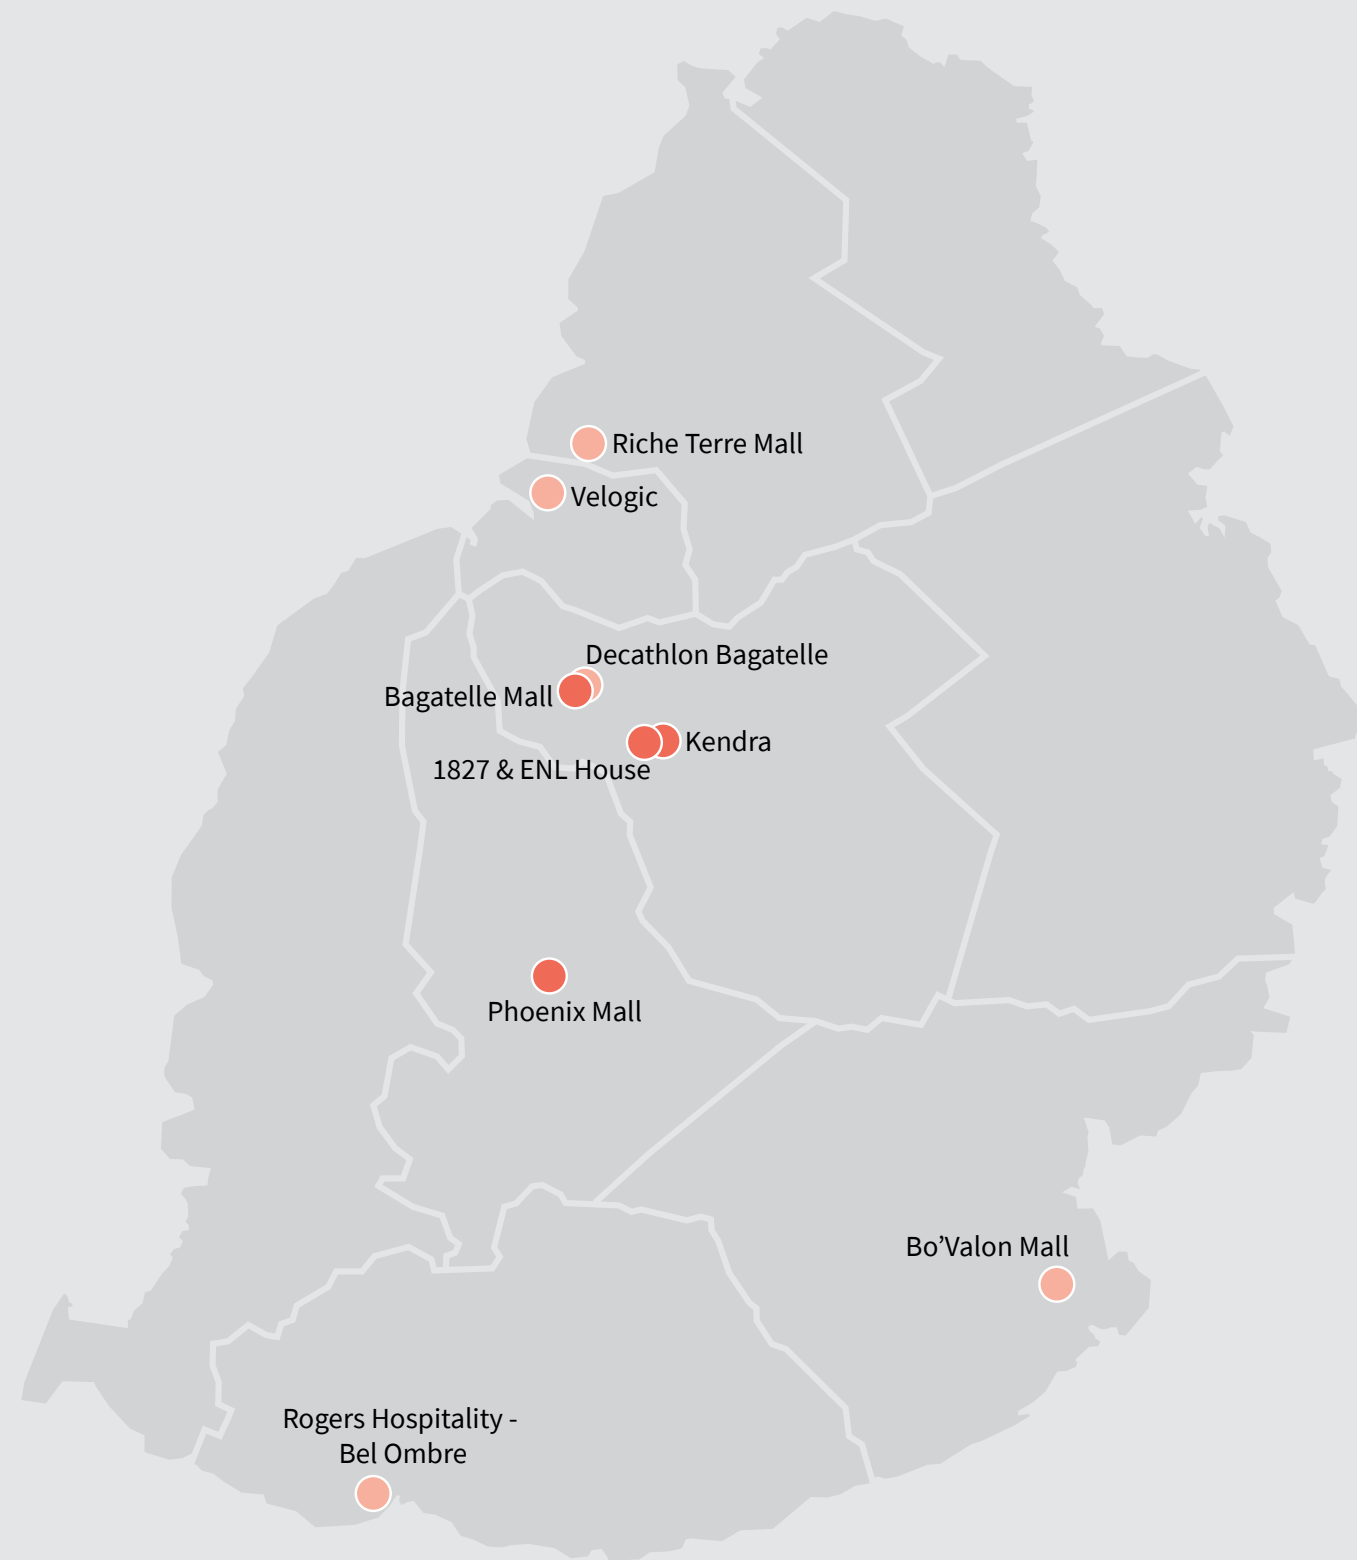 Riche Terre Mall
Velogic
Decathlon Bagatelle
Bagatelle Mall
Kendra
1827 & ENL House
Phoenix Mall
Bo’Valon Mall
Rogers Hospitality -
Bel Ombre